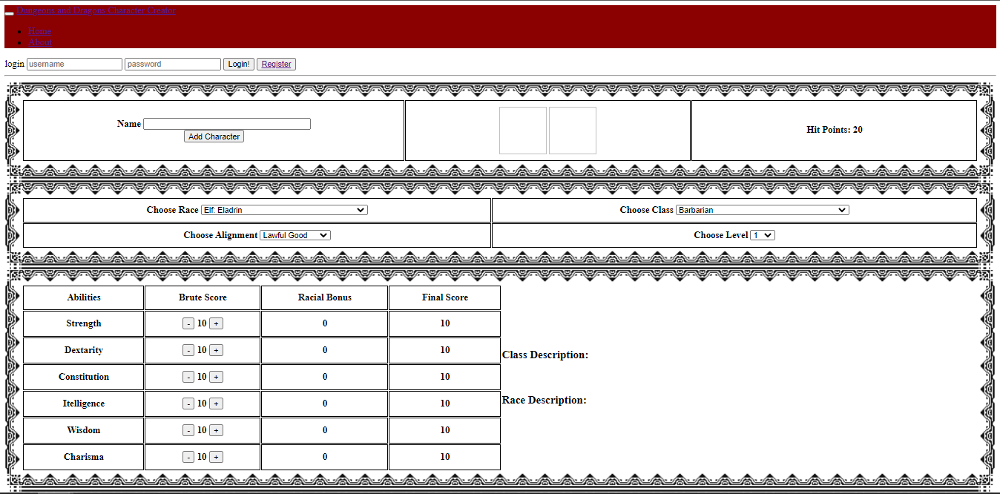 Dungeons and Dragons Character Creator
Home
About
login username password Login! Register
Name
Add Character
Hit Points: 20
Choose Race Elf: Eladrin
Choose Class Barbarian
Choose Alignment Lawful Good
Choose Level 1
Abilities Brute Score Racial Bonus Final Score
Strength - 10 + 0 10
Dextarity - 10 + 0 10
Constitution - 10 + 0 10
Itelligence - 10 + 0 10
Wisdom - 10 + 0 10
Charisma - 10 + 0 10
Class Description:
Race Description: